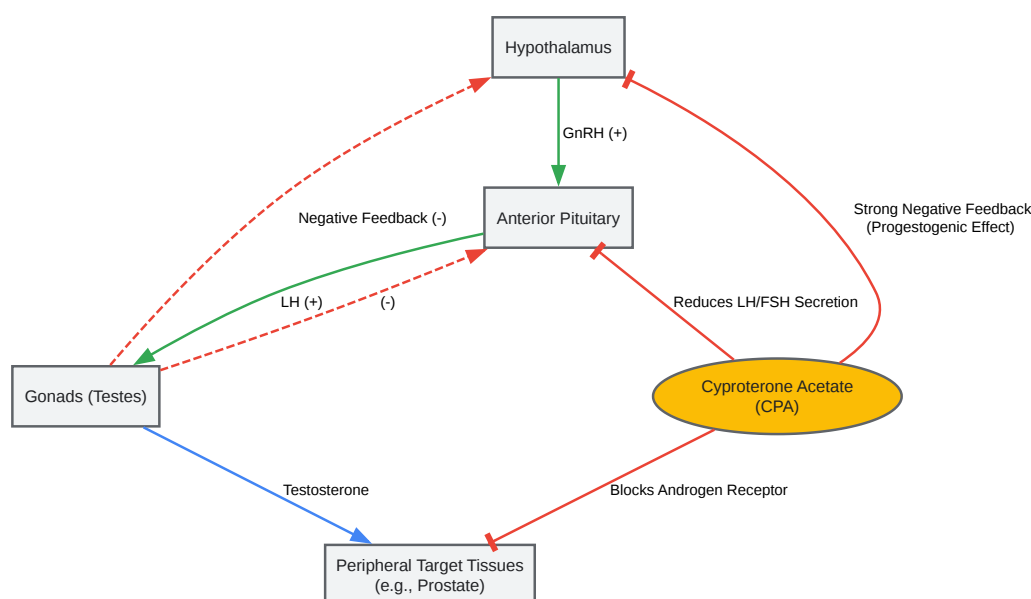 Hypothalamus
GnRH (+)
Strong Negative Feedback
(Progestogenic Effect)
Negative Feedback (-)
Anterior Pituitary
LH (+)
(-)
Reduces LH/FSH Secretion
Gonads (Testes)
Cyproterone Acetate
(CPA)
Testosterone
Blocks Androgen Receptor
Peripheral Target Tissues
(e.g., Prostate)